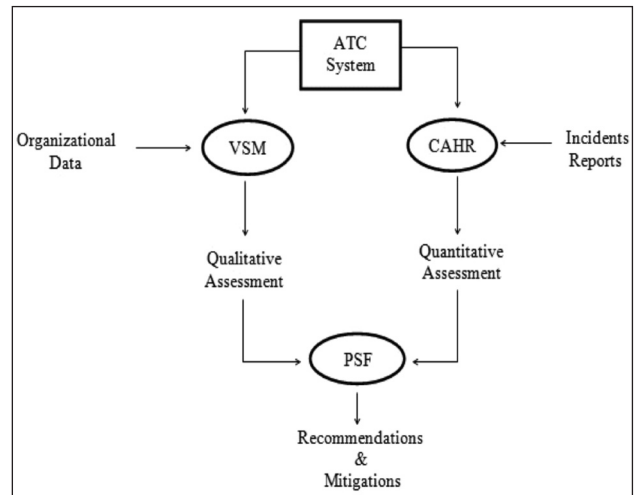 ATC
System
Organizational
Data
VSM
CAHR
Incidents
Reports
Qualitative
Assessment
Quantitative
Assessment
PSF
Recommendations
&
Mitigations